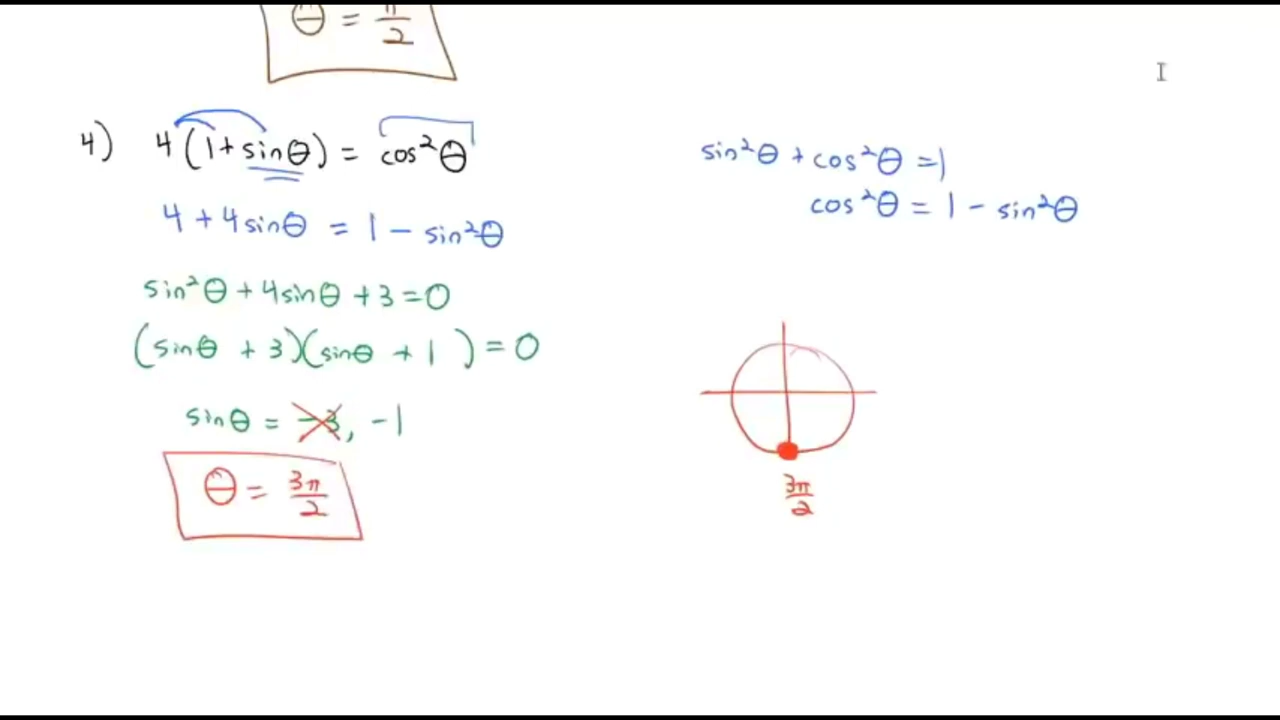 θ = π/2
4) 4(1+sinθ) = cos²θ
4 + 4sinθ = 1 - sin²θ
sin²θ + 4sinθ + 3 = 0
(sinθ + 3)(sinθ + 1) = 0
sinθ = -3, -1
θ = 3π/2
sin²θ + cos²θ = 1
cos²θ = 1 - sin²θ
3π/2